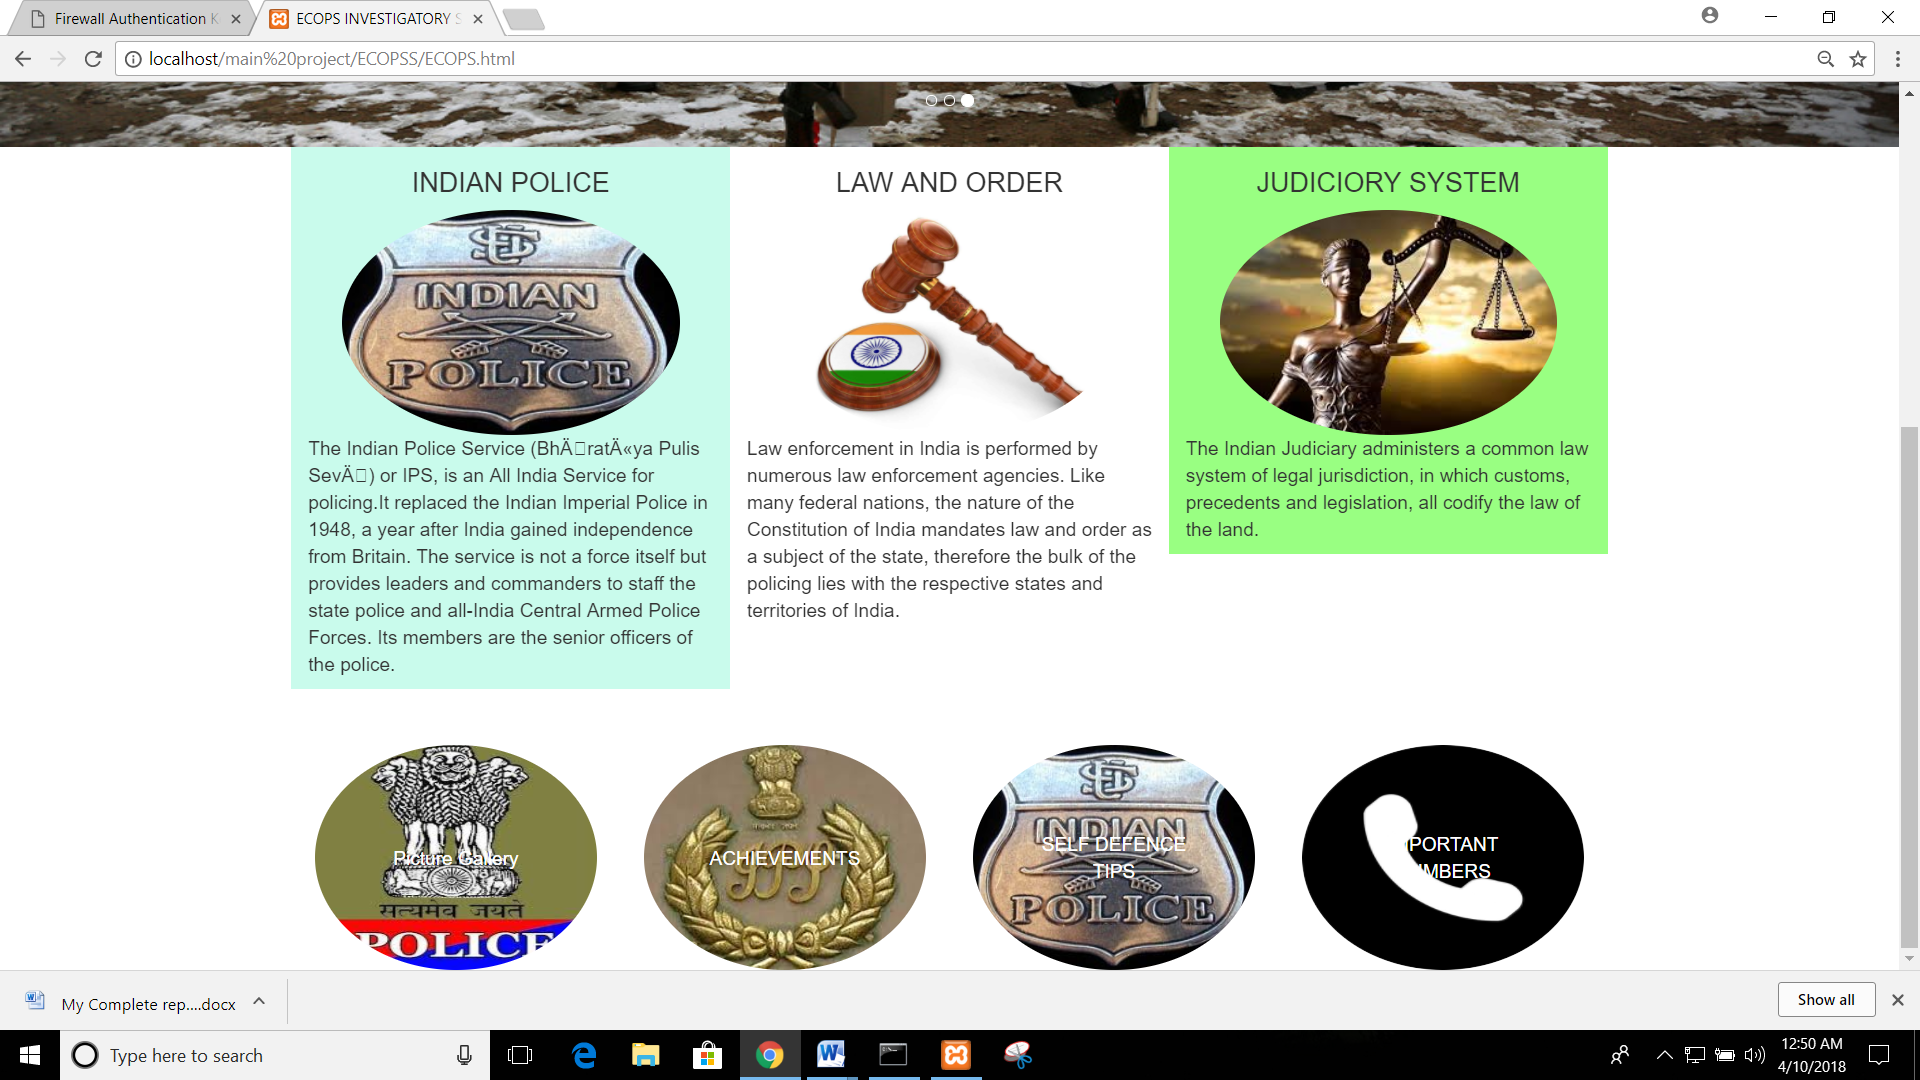 Firewall Authentication K
ECOPS INVESTIGATORY S
localhost/main%20project/ECOPSS/ECOPS.html
INDIAN POLICE
LAW AND ORDER
JUDICIORY SYSTEM
INDIAN
POLICE
The Indian Police Service (BhÄ□ratÄ«ya Pulis
SevÄ□) or IPS, is an All India Service for
policing.It replaced the Indian Imperial Police in
1948, a year after India gained independence
from Britain. The service is not a force itself but
provides leaders and commanders to staff the
state police and all-India Central Armed Police
Forces. Its members are the senior officers of
the police.
Law enforcement in India is performed by
numerous law enforcement agencies. Like
many federal nations, the nature of the
Constitution of India mandates law and order as
a subject of the state, therefore the bulk of the
policing lies with the respective states and
territories of India.
The Indian Judiciary administers a common law
system of legal jurisdiction, in which customs,
precedents and legislation, all codify the law of
the land.
Picture Gallery
सत्यमेव जयते
POLICE
ACHIEVEMENTS
INDIAN
SELF DEFENCE
TIPS
POLICE
PORTANT
MBERS
My Complete rep....docx
Show all
Type here to search
12:50 AM
4/10/2018